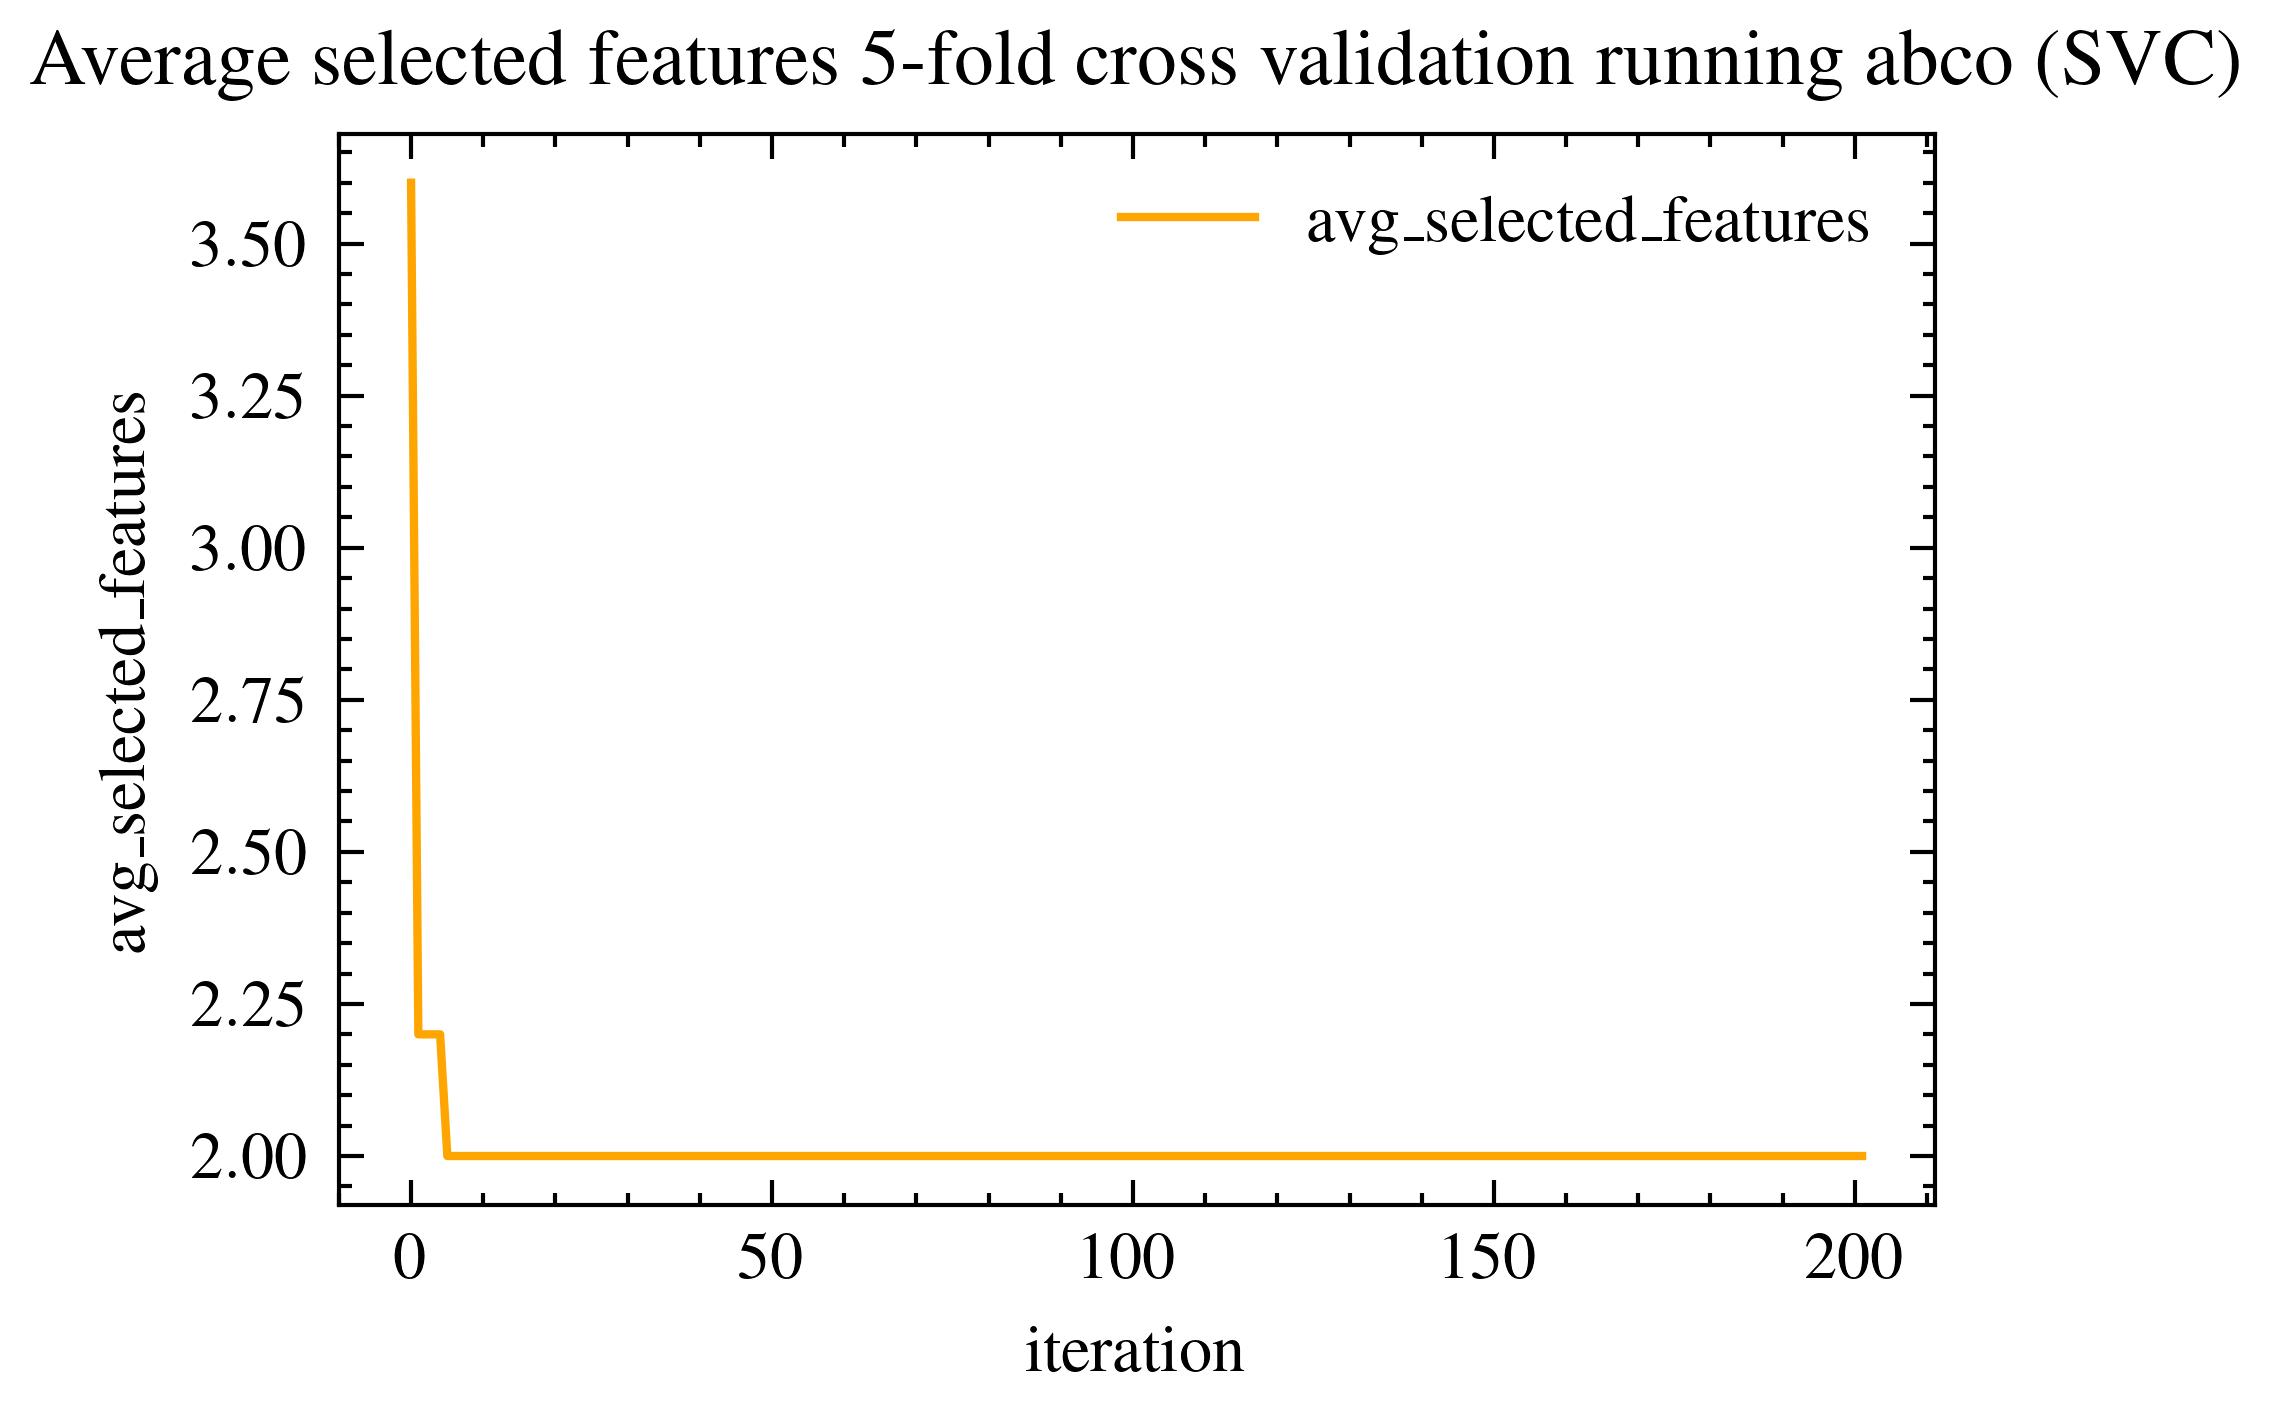 Average selected features 5-fold cross validation running abco (SVC)
avg_selected_features
3.50
3.25
3.00
2.75
2.50
2.25
2.00
avg_selected_features
0 50 100 150 200
iteration